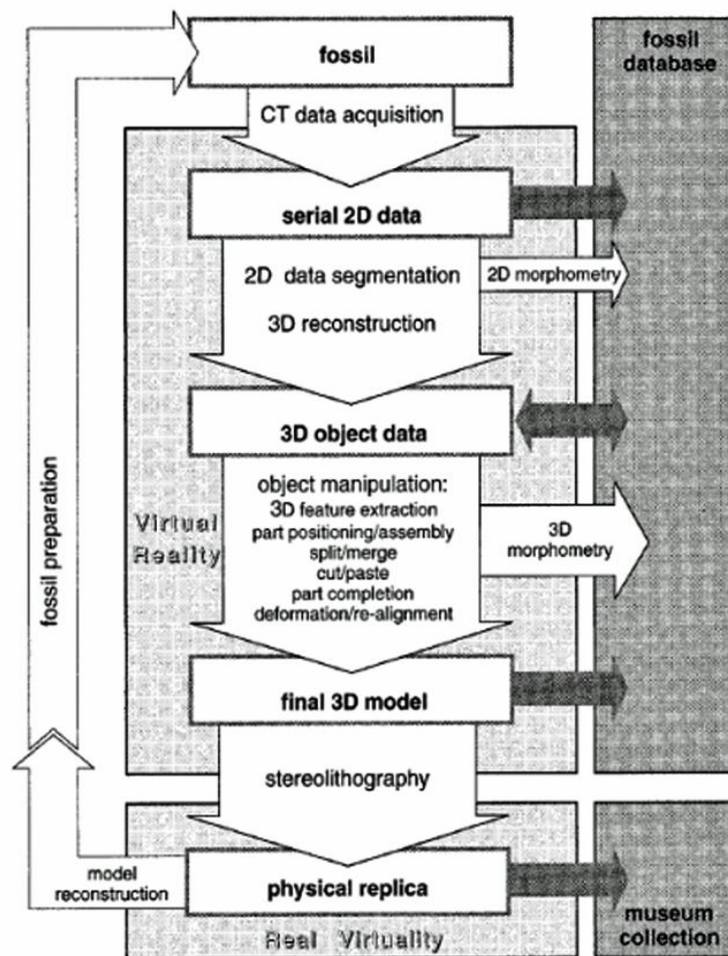 fossil
fossil
database
CT data acquisition
serial 2D data
2D data segmentation
2D morphometry
3D reconstruction
3D object data
object manipulation:
3D feature extraction
part positioning/assembly
split/merge
cut/paste
part completion
deformation/re-alignment
Virtual
Reality
3D
morphometry
fossil preparation
final 3D model
stereolithography
model
reconstruction
physical replica
Real Virtuality
museum
collection